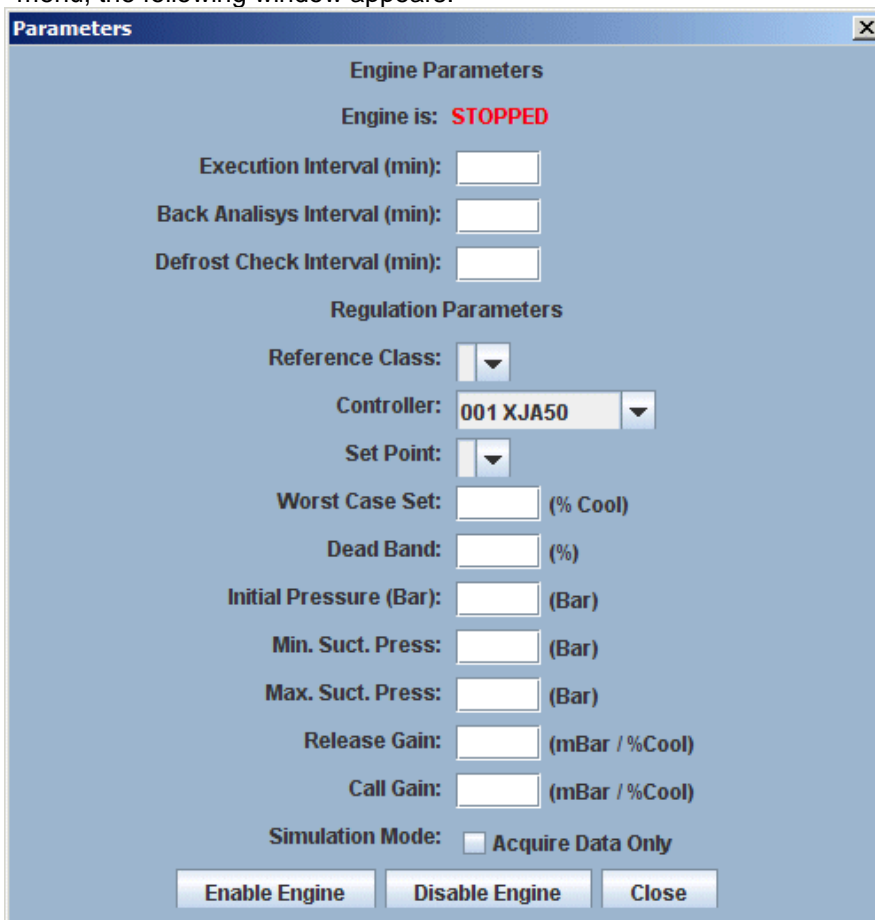 menu, the following window appears:
Parameters
Engine Parameters
Engine is: STOPPED
Execution Interval (min):
Back Analisys Interval (min):
Defrost Check Interval (min):
Regulation Parameters
Reference Class:
Controller: 001 XJA50
Set Point:
Worst Case Set: (% Cool)
Dead Band: (%)
Initial Pressure (Bar): (Bar)
Min. Suct. Press: (Bar)
Max. Suct. Press: (Bar)
Release Gain: (mBar / %Cool)
Call Gain: (mBar / %Cool)
Simulation Mode: Acquire Data Only
Enable Engine Disable Engine Close